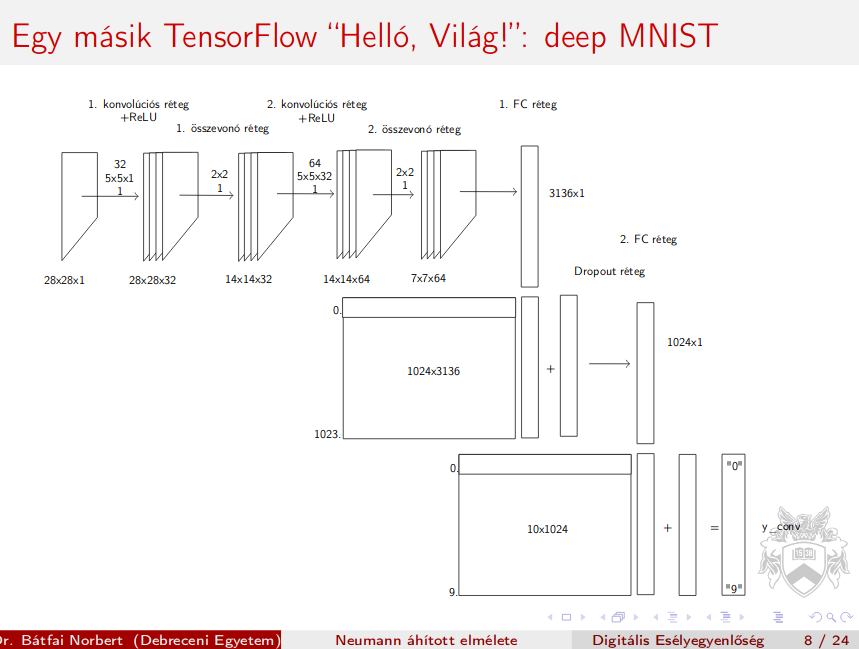 Egy másik TensorFlow “Helló, Világ!”: deep MNIST
1. konvolúciós réteg
+ReLU
1. összevonó réteg
2. konvolúciós réteg
+ReLU
2. összevonó réteg
1. FC réteg
32
5x5x1
1
2x2
1
64
5x5x32
1
2x2
1
3136x1
28x28x1
28x28x32
14x14x32
14x14x64
7x7x64
2. FC réteg
Dropout réteg
0.
1024x3136
1023.
+
1024x1
0.
10x1024
9.
+
=
"0"
"9"
y_conv
Dr. Bátfai Norbert (Debreceni Egyetem)
Neumann áhított elmélete
Digitális Esélyegyenlőség
8 / 24